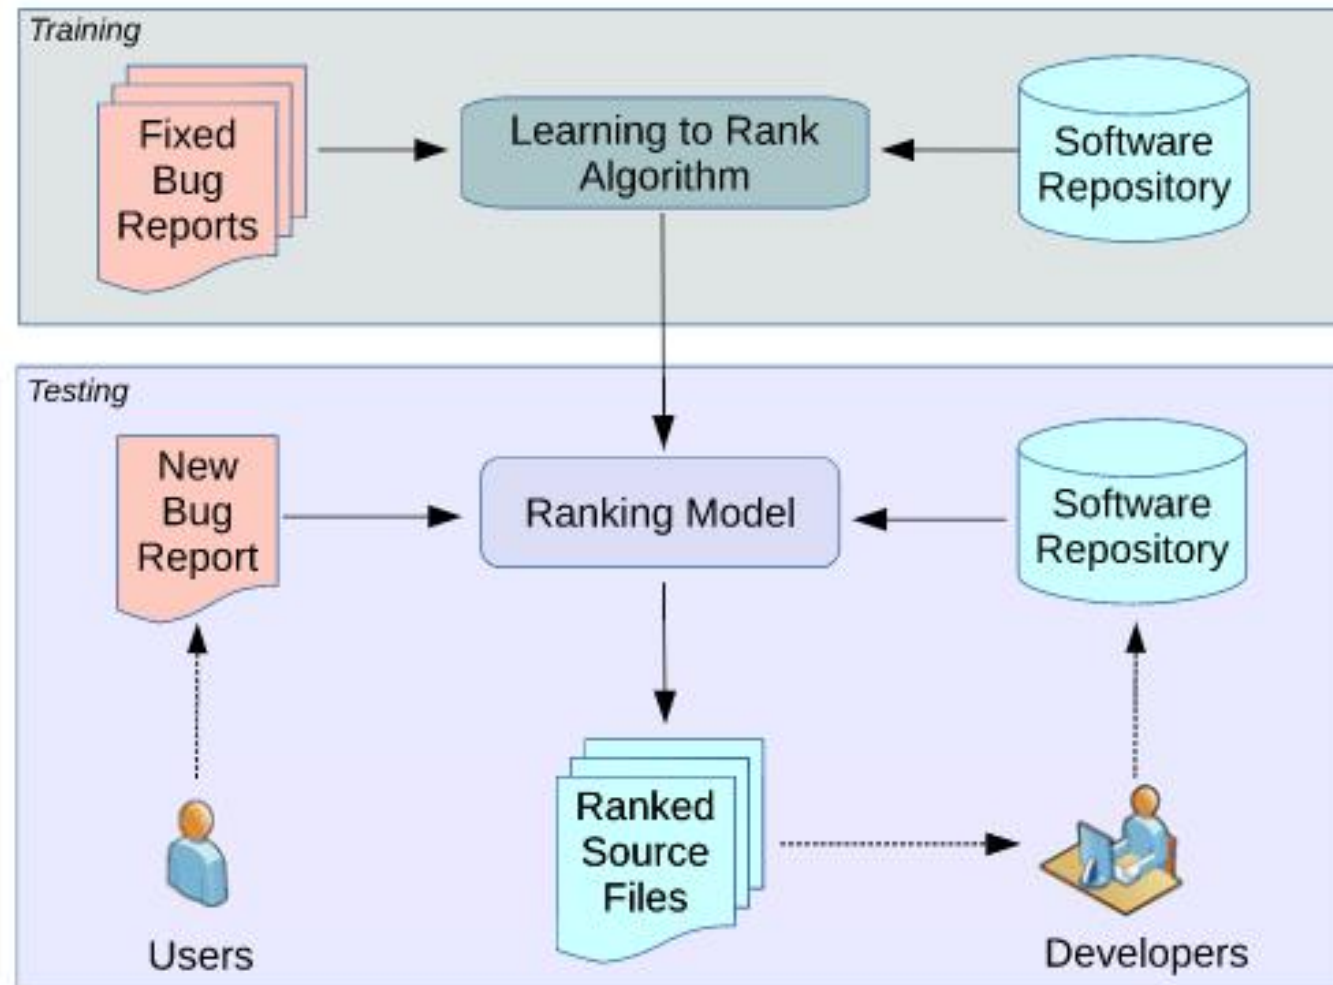 Training
Fixed
Bug
Reports
Learning to Rank
Algorithm
Software
Repository
Testing
New
Bug
Report
Ranking Model
Software
Repository
Ranked
Source
Files
Users
Developers